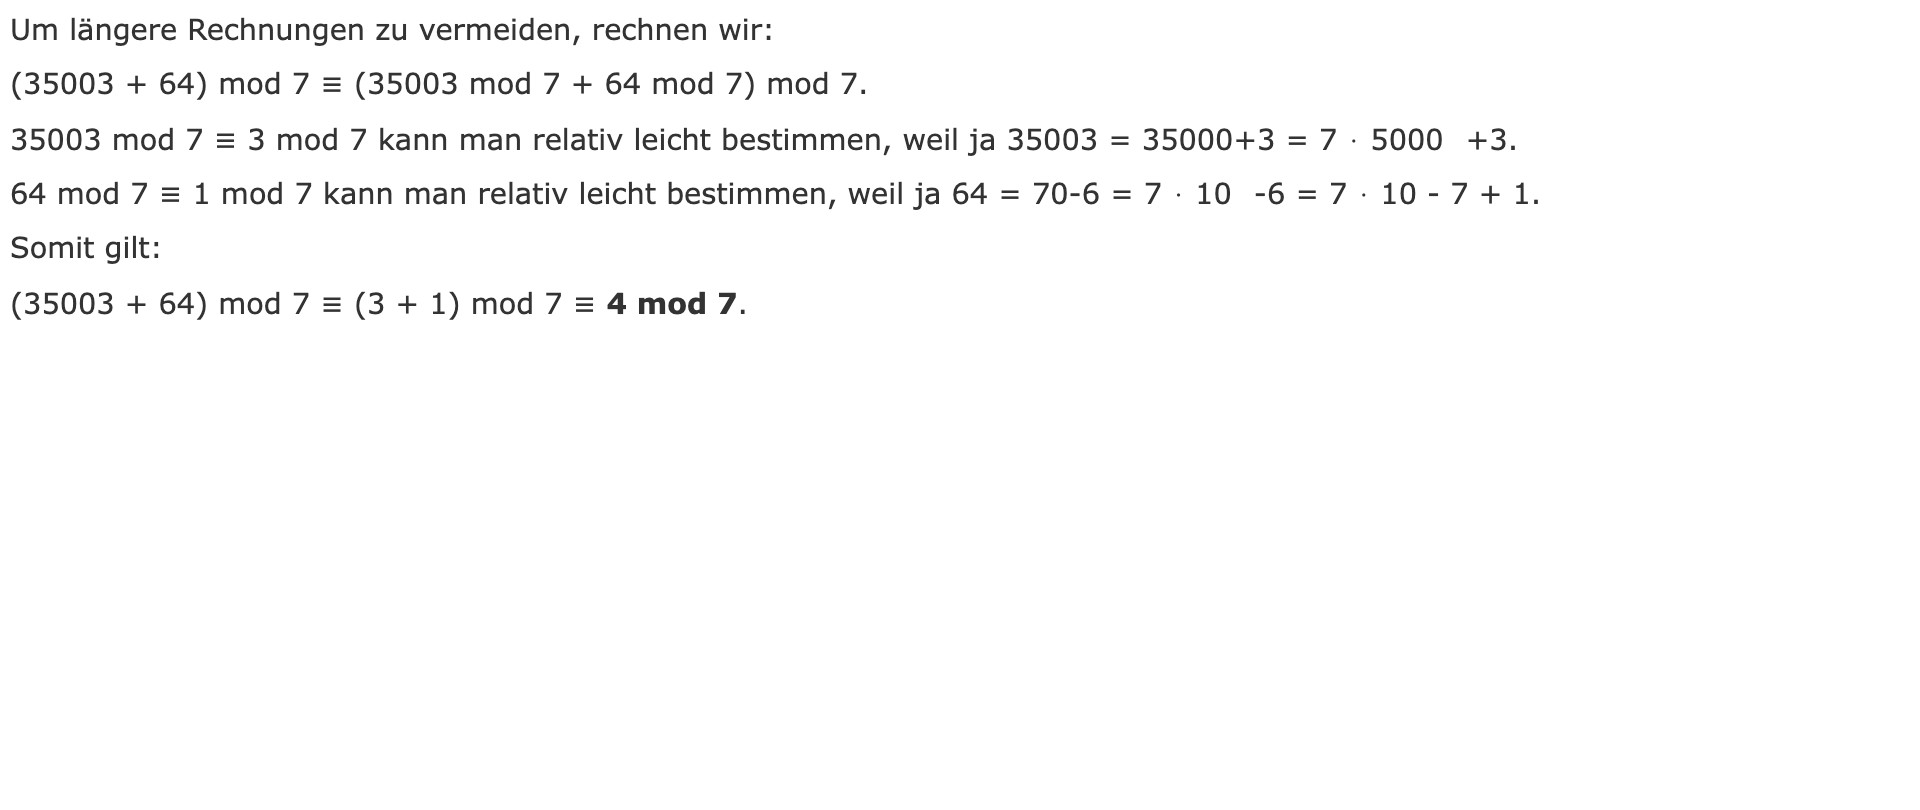 Um längere Rechnungen zu vermeiden, rechnen wir:
(35003 + 64) mod 7 ≡ (35003 mod 7 + 64 mod 7) mod 7.
35003 mod 7 ≡ 3 mod 7 kann man relativ leicht bestimmen, weil ja 35003 = 35000+3 = 7 · 5000  +3.
64 mod 7 ≡ 1 mod 7 kann man relativ leicht bestimmen, weil ja 64 = 70-6 = 7 · 10  -6 = 7 · 10 - 7 + 1.
Somit gilt:
(35003 + 64) mod 7 ≡ (3 + 1) mod 7 ≡ 4 mod 7.